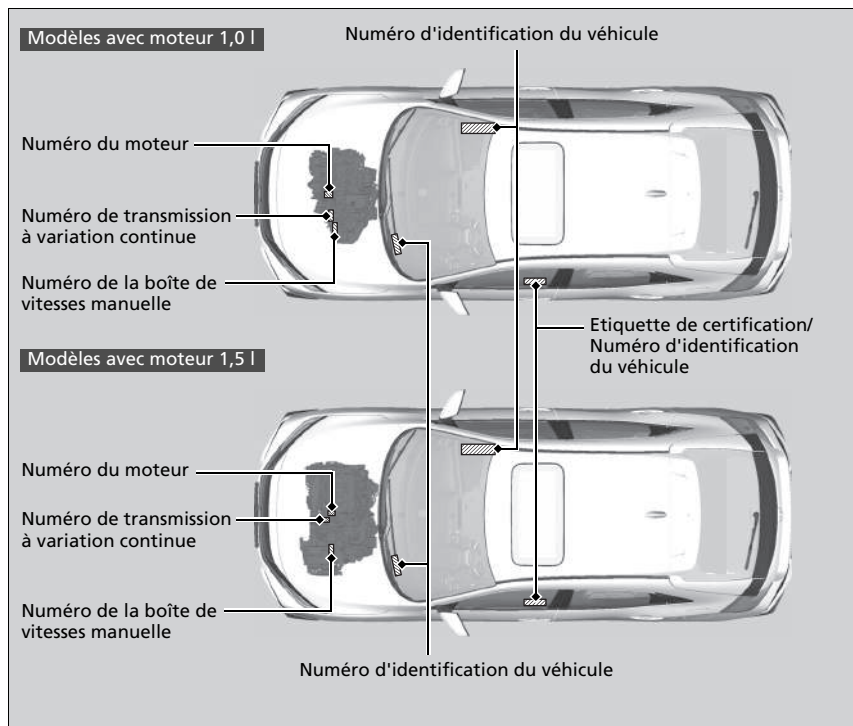 Modèles avec moteur 1,0 l
Numéro d'identification du véhicule
Numéro du moteur
Numéro de transmission
à variation continue
Numéro de la boîte de
vitesses manuelle
Etiquette de certification/
Numéro d'identification
du véhicule
Modèles avec moteur 1,5 l
Numéro du moteur
Numéro de transmission
à variation continue
Numéro de la boîte de
vitesses manuelle
Numéro d'identification du véhicule